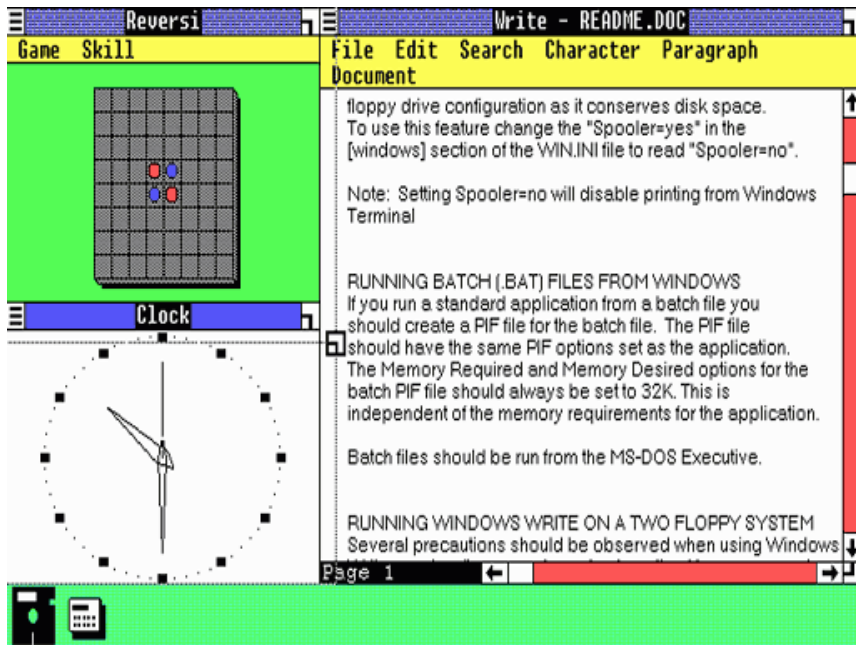 Reversi
Game Skill
Clock
Write - README.DOC
File Edit Search Character Paragraph
Document
floppy drive configuration as it conserves disk space.
To use this feature change the "Spooler=yes" in the
[windows] section of the WIN.INI file to read "Spooler=no".
Note: Setting Spooler=no will disable printing from Windows
Terminal
RUNNING BATCH (.BAT) FILES FROM WINDOWS
If you run a standard application from a batch file you
should create a PIF file for the batch file. The PIF file
should have the same PIF options set as the application.
The Memory Required and Memory Desired options for the
batch PIF file should always be set to 32K. This is
independent of the memory requirements for the application.
Batch files should be run from the MS-DOS Executive.
RUNNING WINDOWS WRITE ON A TWO FLOPPY SYSTEM
Several precautions should be observed when using Windows
Page 1